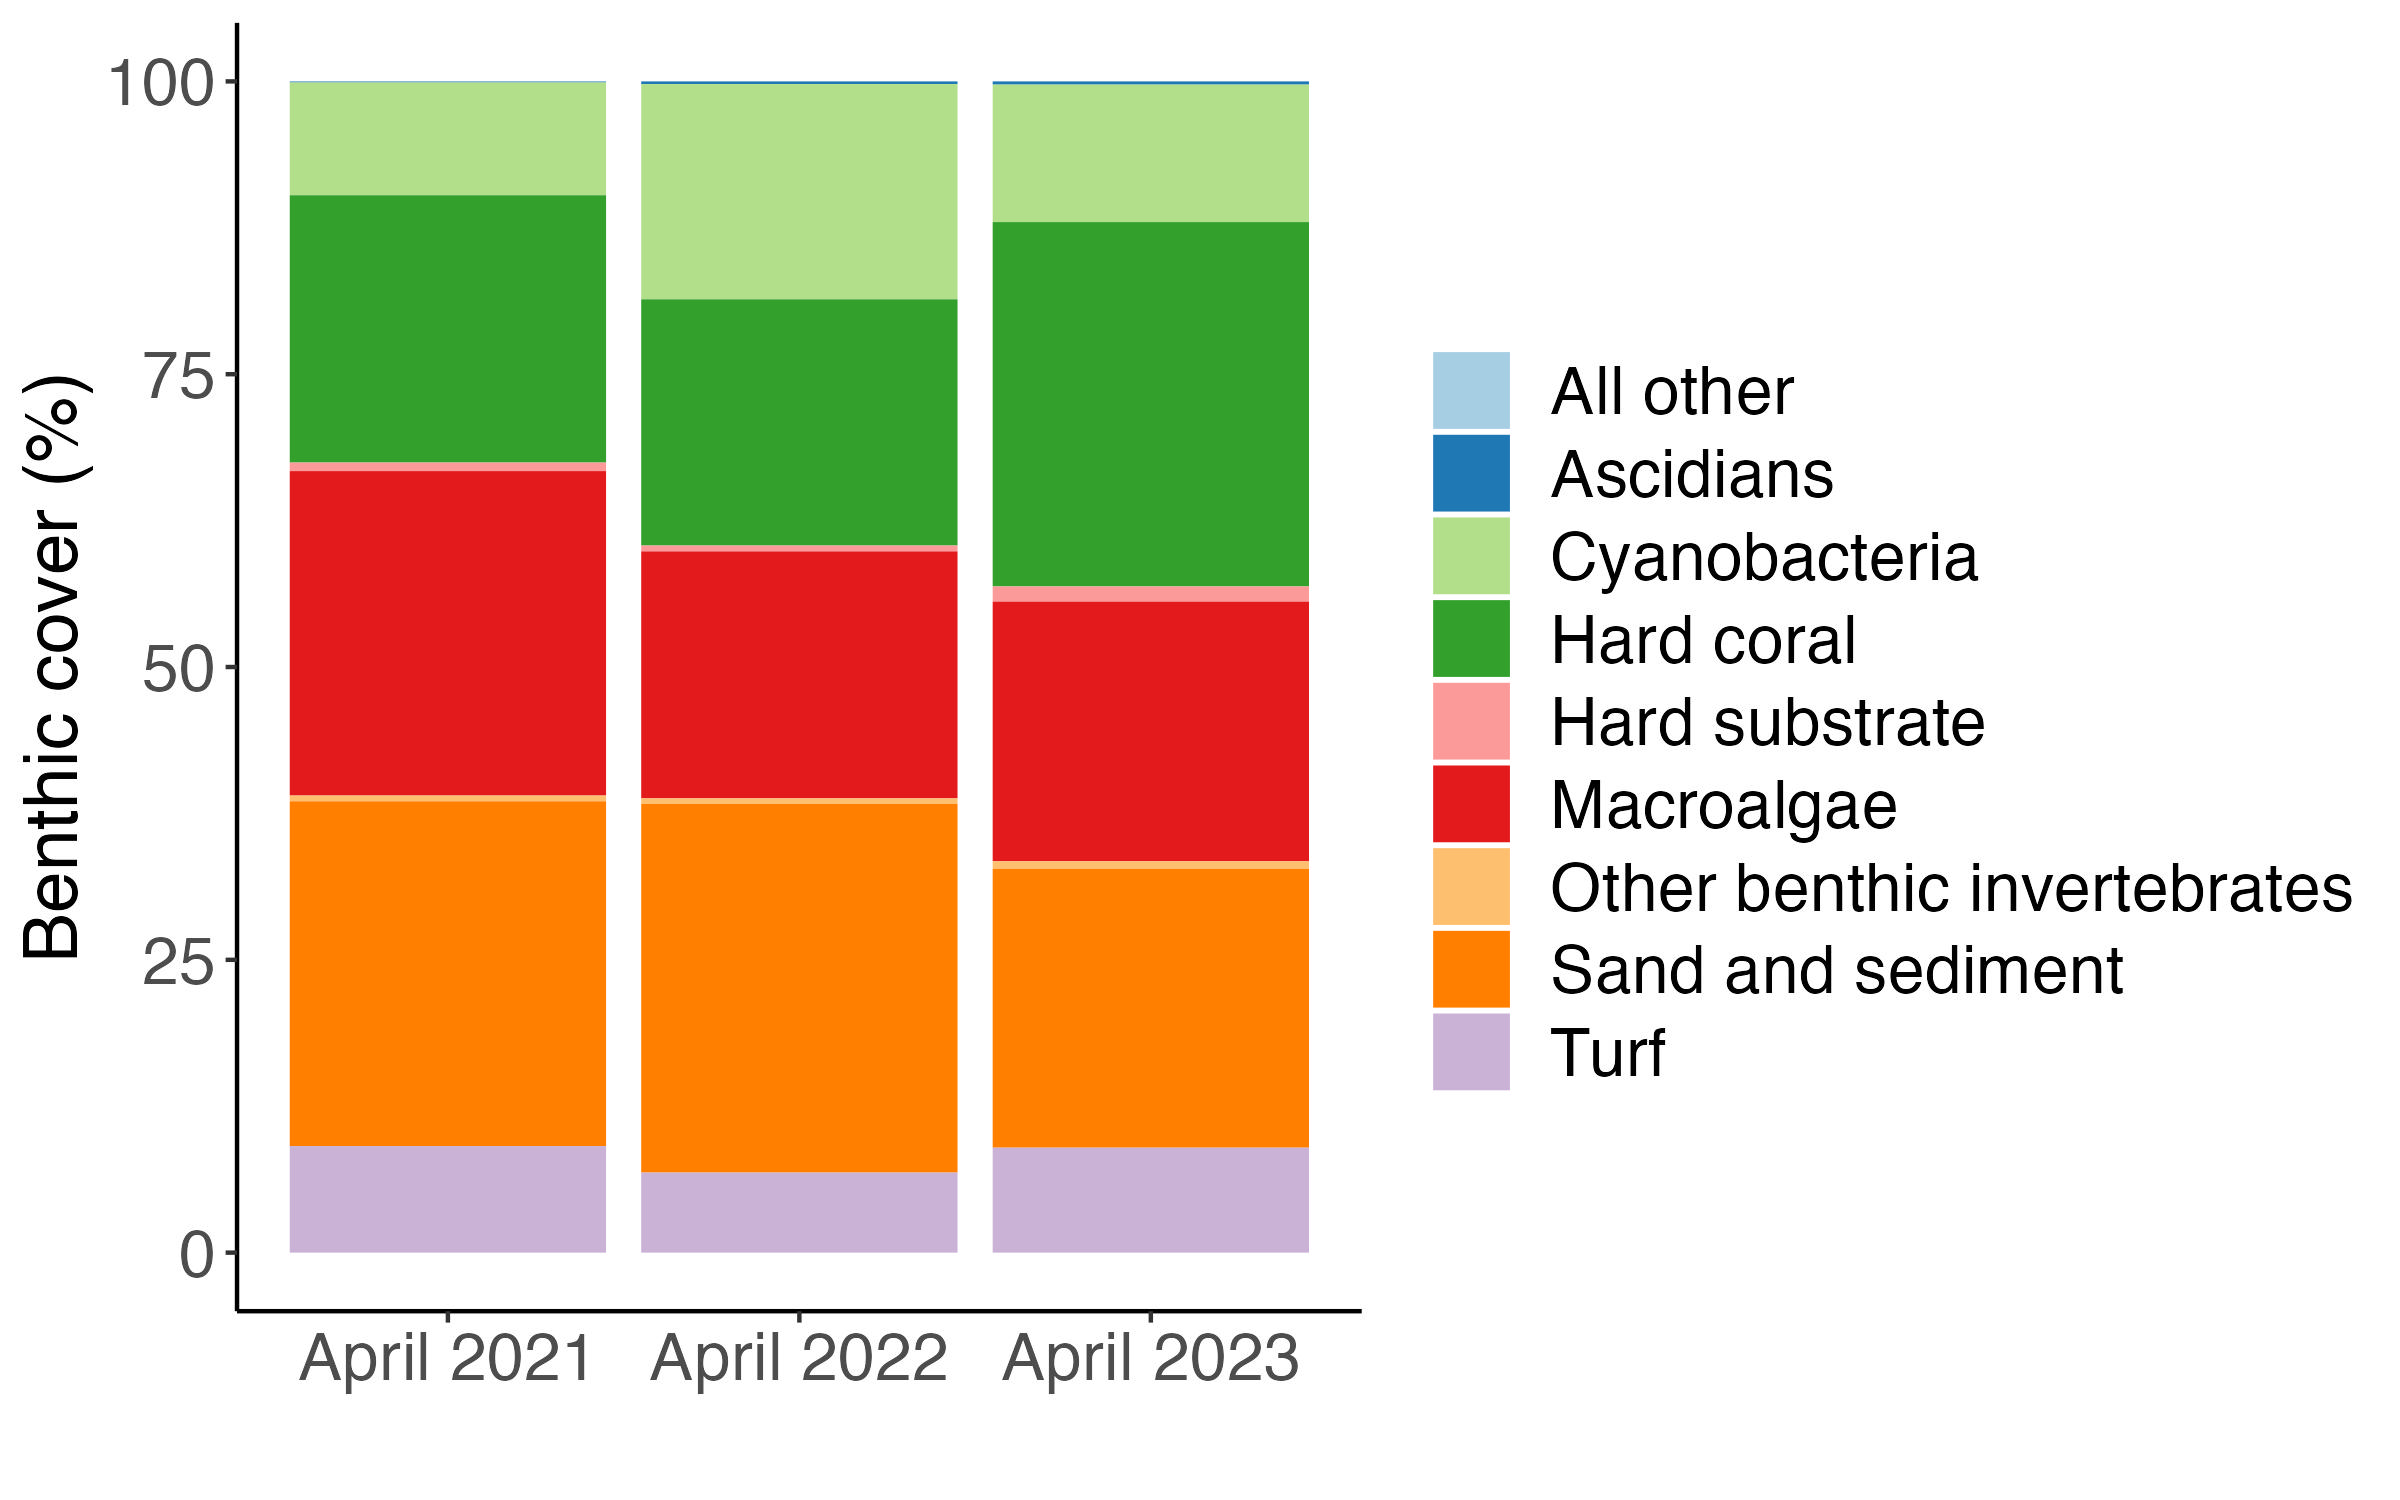 Benthic cover (%)
100
75
50
25
0
April 2021
April 2022
April 2023
All other
Ascidians
Cyanobacteria
Hard coral
Hard substrate
Macroalgae
Other benthic invertebrates
Sand and sediment
Turf